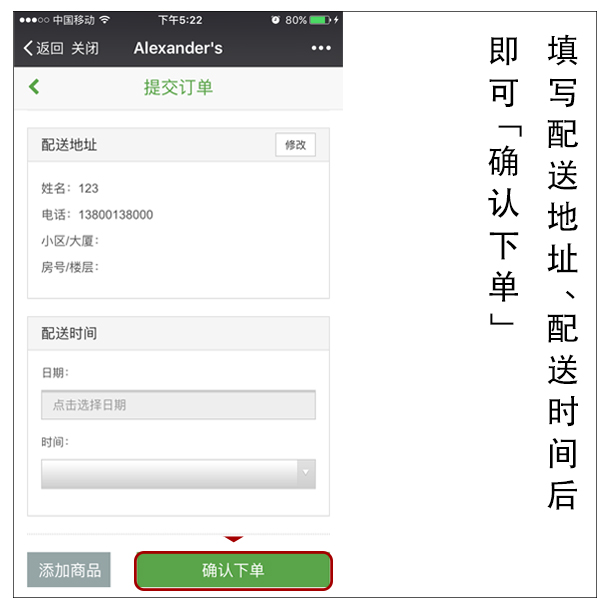 中国移动 下午5:22 80%
返回 关闭 Alexander's
提交订单
配送地址 修改
姓名：123
电话：13800138000
小区/大厦：
房号/楼层：
配送时间
日期：
点击选择日期
时间：
添加商品 确认下单
填写配送地址、配送时间后
即可「确认下单」